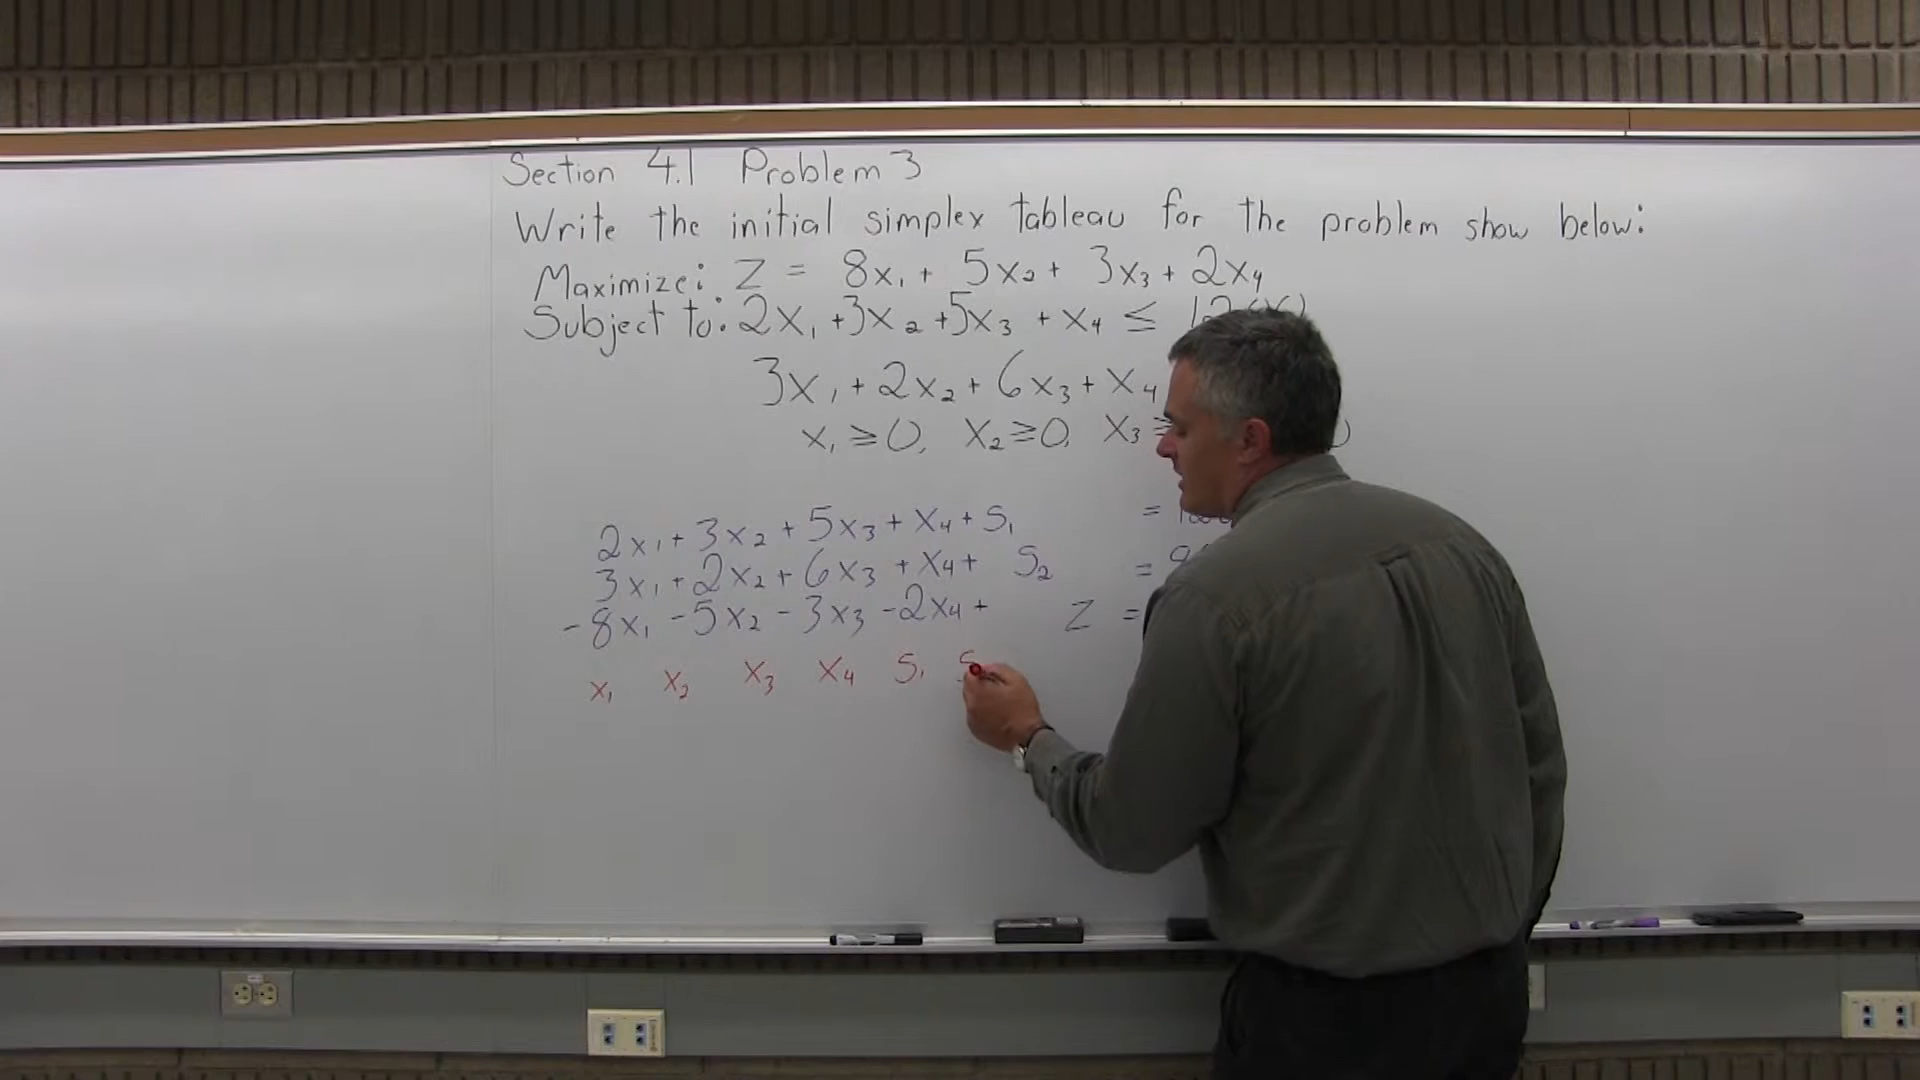 Section 4.1 Problem 3
Write the initial simplex tableau for the problem show below:
Maximize: Z = 8x₁ + 5x₂ + 3x₃ + 2x₄
Subject to: 2x₁ + 3x₂ + 5x₃ + x₄ ≤
3x₁ + 2x₂ + 6x₃ + x₄
x₁ ≥ 0, x₂ ≥ 0, x₃ ≥
2x₁ + 3x₂ + 5x₃ + x₄ + S₁ =
3x₁ + 2x₂ + 6x₃ + x₄ + S₂ =
-8x₁ - 5x₂ - 3x₃ - 2x₄ + Z =
x₁ x₂ x₃ x₄ S₁ S